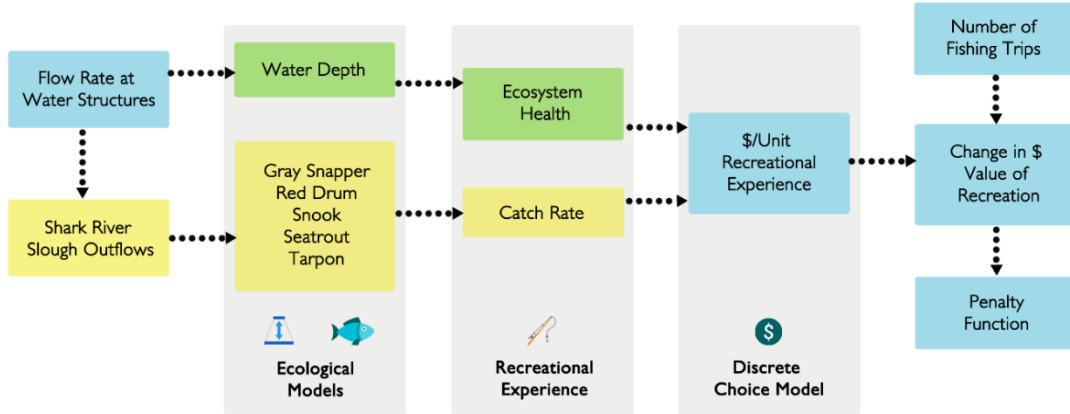 Flow Rate at
Water Structures
Shark River
Slough Outflows
Water Depth
Gray Snapper
Red Drum
Snook
Seatrout
Tarpon
Ecological
Models
Ecosystem
Health
Catch Rate
Recreational
Experience
$/Unit
Recreational
Experience
$
Discrete
Choice Model
Number of
Fishing Trips
Change in $
Value of
Recreation
Penalty
Function